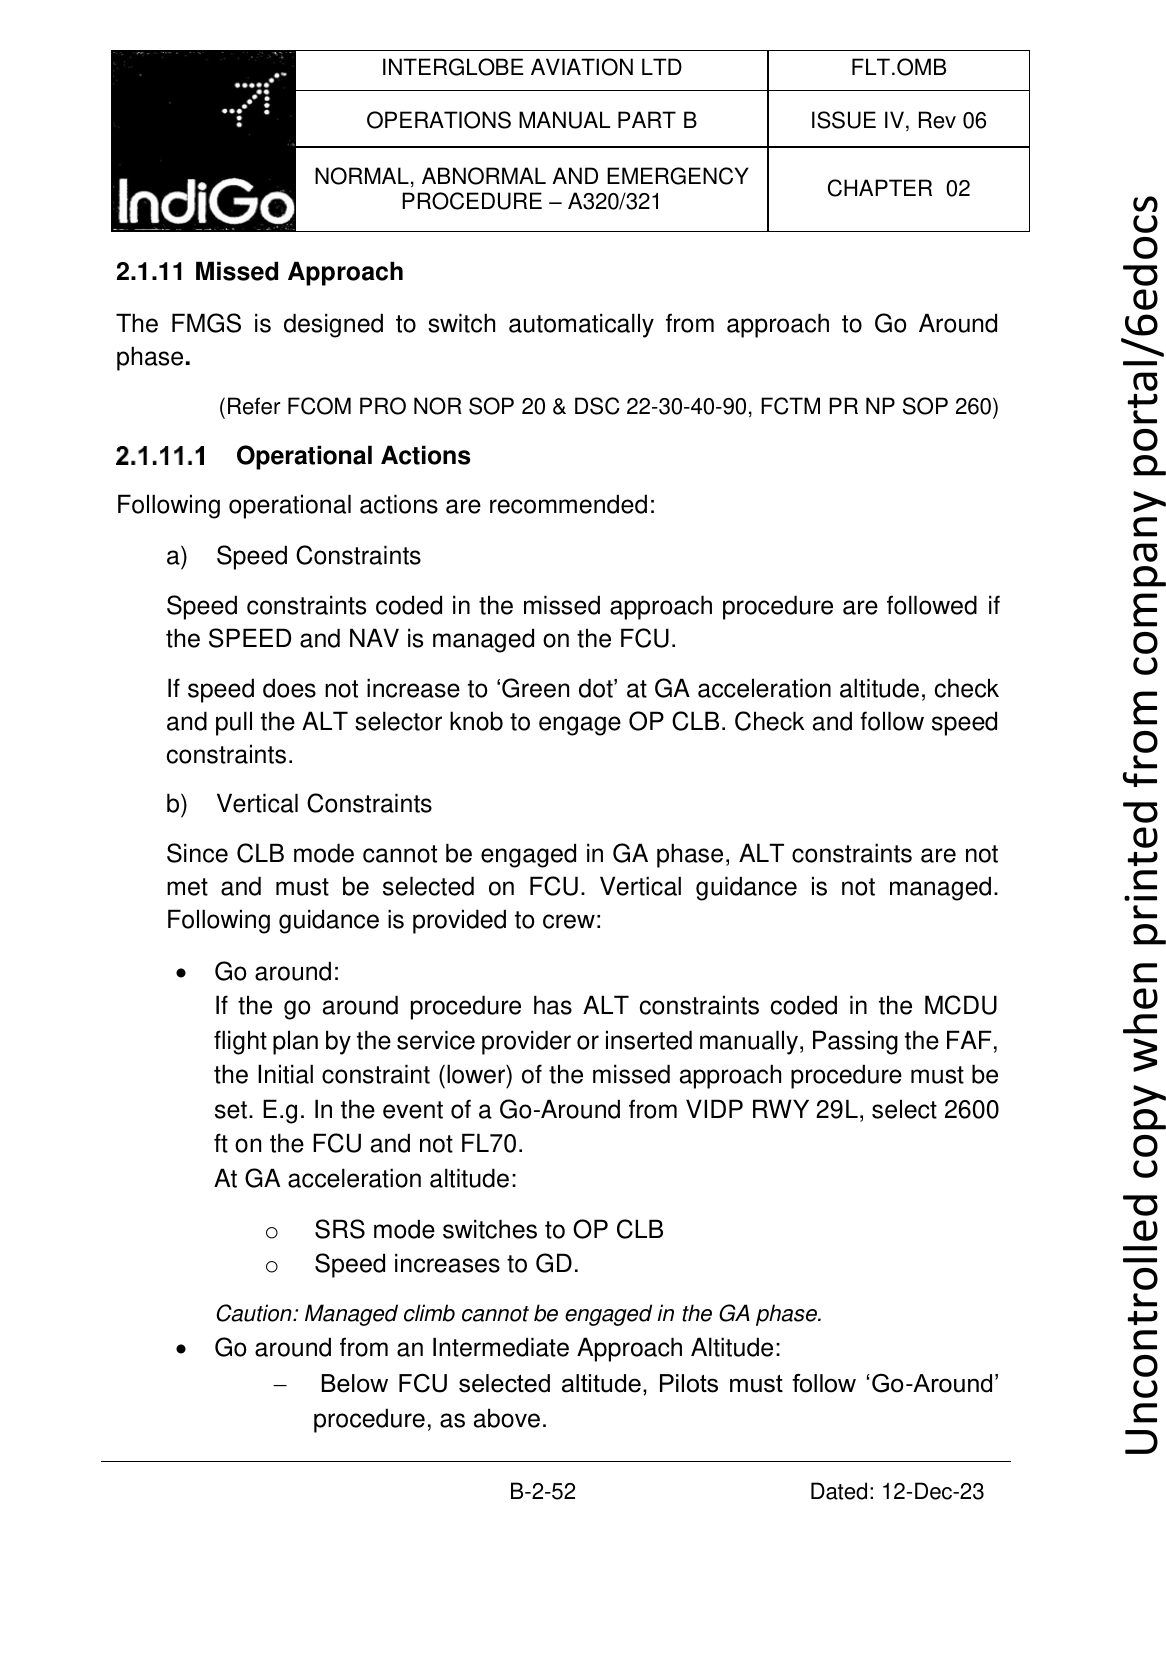 IndiGo
INTERGLOBE AVIATION LTD
FLT.OMB
OPERATIONS MANUAL PART B
ISSUE IV, Rev 06
NORMAL, ABNORMAL AND EMERGENCY
PROCEDURE – A320/321
CHAPTER 02
2.1.11 Missed Approach
The FMGS is designed to switch automatically from approach to Go Around
phase.
(Refer FCOM PRO NOR SOP 20 & DSC 22-30-40-90, FCTM PR NP SOP 260)
2.1.11.1 Operational Actions
Following operational actions are recommended:
a) Speed Constraints
Speed constraints coded in the missed approach procedure are followed if
the SPEED and NAV is managed on the FCU.
If speed does not increase to ‘Green dot’ at GA acceleration altitude, check
and pull the ALT selector knob to engage OP CLB. Check and follow speed
constraints.
b) Vertical Constraints
Since CLB mode cannot be engaged in GA phase, ALT constraints are not
met and must be selected on FCU. Vertical guidance is not managed.
Following guidance is provided to crew:
• Go around:
If the go around procedure has ALT constraints coded in the MCDU
flight plan by the service provider or inserted manually, Passing the FAF,
the Initial constraint (lower) of the missed approach procedure must be
set. E.g. In the event of a Go-Around from VIDP RWY 29L, select 2600
ft on the FCU and not FL70.
At GA acceleration altitude:
o SRS mode switches to OP CLB
o Speed increases to GD.
Caution: Managed climb cannot be engaged in the GA phase.
• Go around from an Intermediate Approach Altitude:
– Below FCU selected altitude, Pilots must follow ‘Go-Around’
procedure, as above.
B-2-52
Dated: 12-Dec-23
Uncontrolled copy when printed from company portal/6edocs